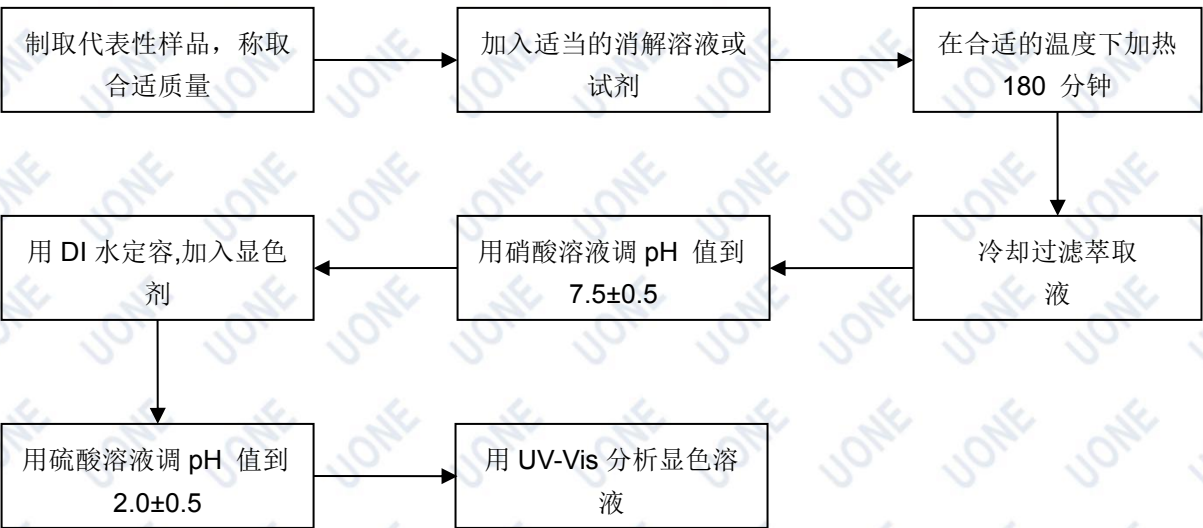 制取代表性样品，称取
合适质量
加入适当的消解溶液或
试剂
在合适的温度下加热
180 分钟
冷却过滤萃取
液
用硝酸溶液调 pH 值到
7.5±0.5
用 DI 水定容,加入显色
剂
用硫酸溶液调 pH 值到
2.0±0.5
用 UV-Vis 分析显色溶
液
UONE